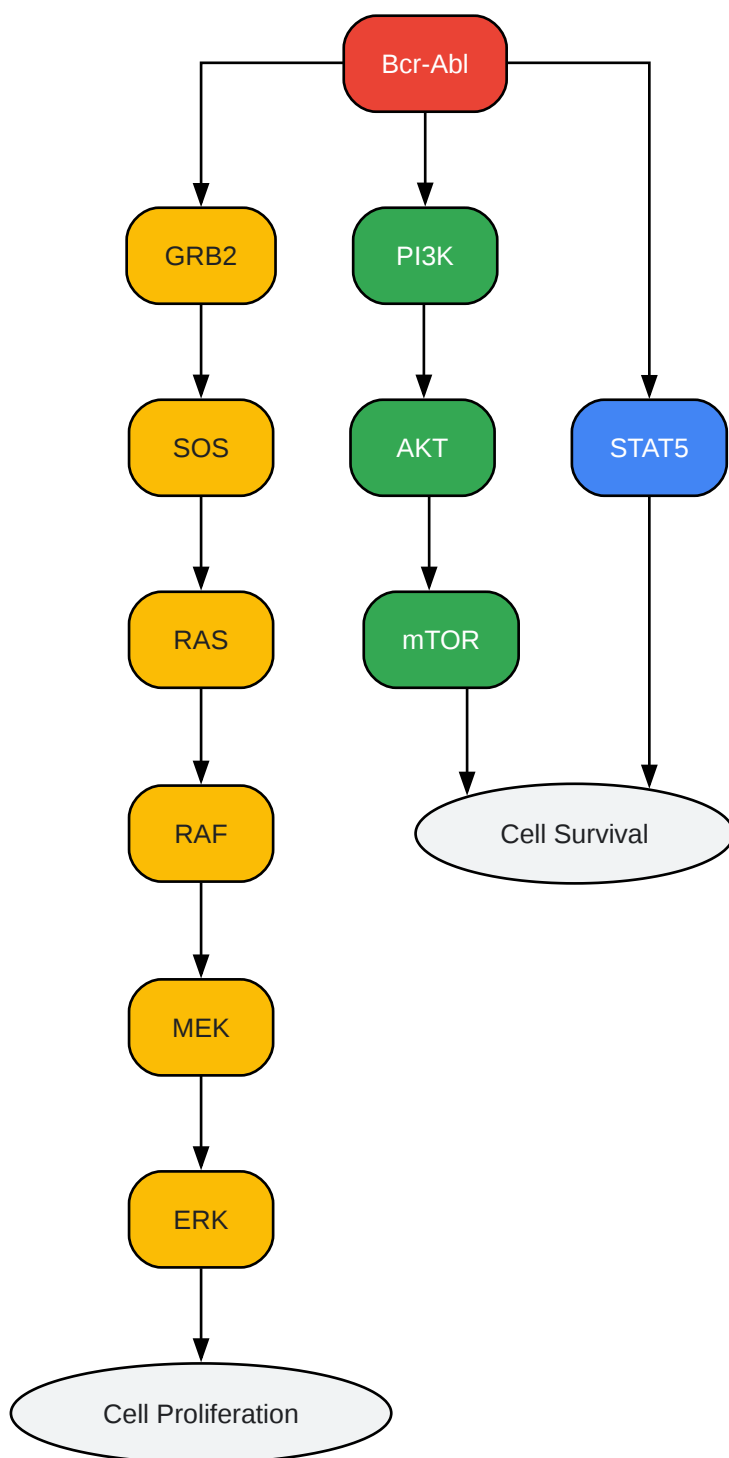 Bcr-Abl
GRB2
PI3K
SOS
AKT
STAT5
RAS
mTOR
RAF
Cell Survival
MEK
ERK
Cell Proliferation